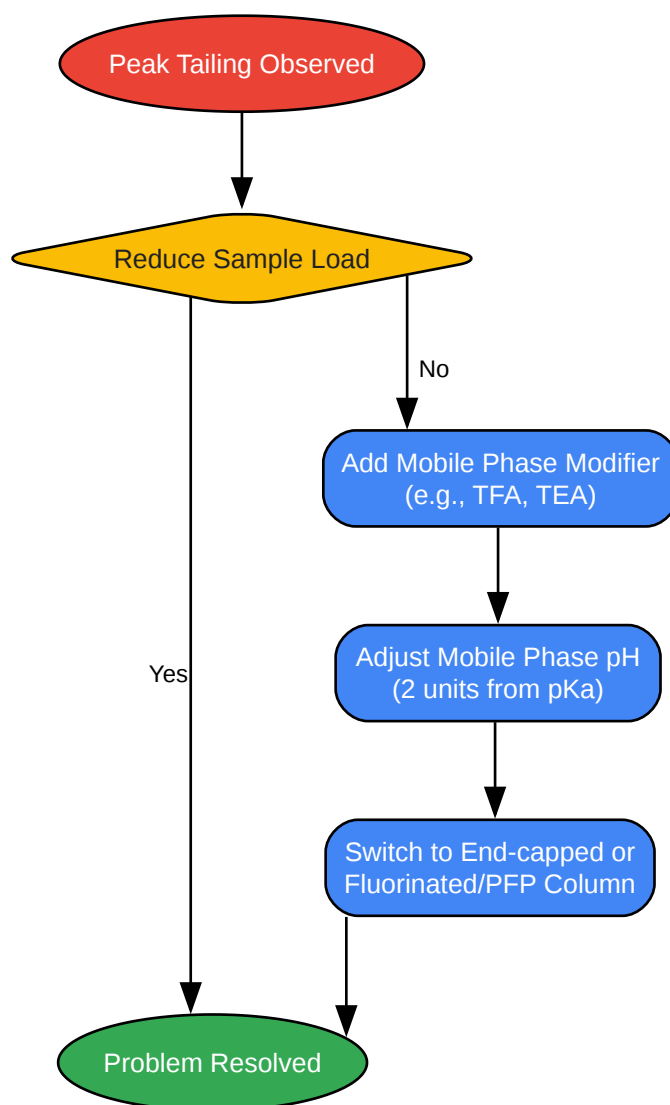 Peak Tailing Observed
Reduce Sample Load
No
Add Mobile Phase Modifier
(e.g., TFA, TEA)
Adjust Mobile Phase pH
(2 units from pKa)
Yes
Switch to End-capped or
Fluorinated/PFP Column
Problem Resolved